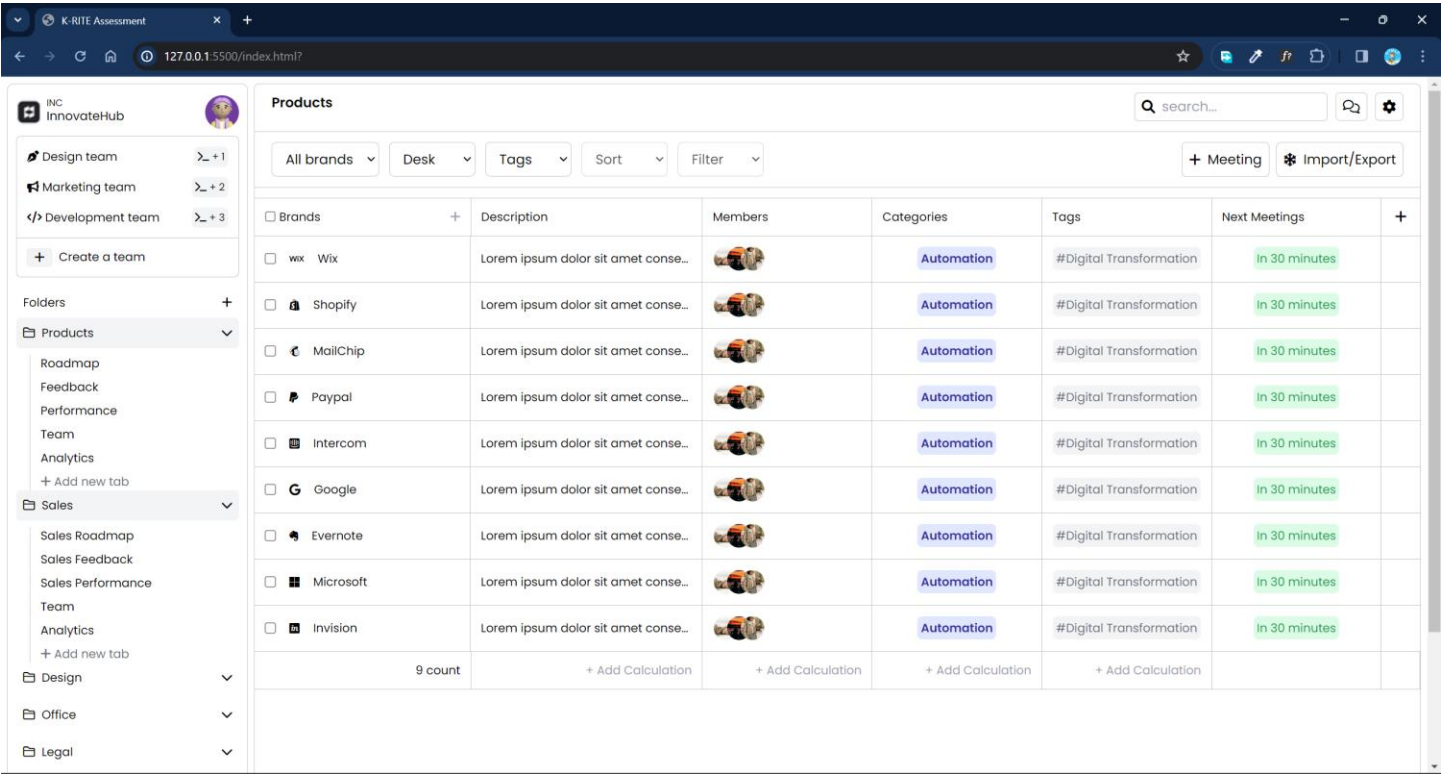 K-RITE Assessment
127.0.0.1:5500/index.html?
INC
InnovateHub
Design team + 1
Marketing team + 2
Development team + 3
+ Create a team
Folders +
Products
Roadmap
Feedback
Performance
Team
Analytics
+ Add new tab
Sales
Sales Roadmap
Sales Feedback
Sales Performance
Team
Analytics
+ Add new tab
Design
Office
Legal
Products
search...
All brands Desk Tags Sort Filter + Meeting Import/Export
Brands + Description Members Categories Tags Next Meetings +
WIX Wix Lorem ipsum dolor sit amet conse... Automation #Digital Transformation In 30 minutes
Shopify Lorem ipsum dolor sit amet conse... Automation #Digital Transformation In 30 minutes
MailChip Lorem ipsum dolor sit amet conse... Automation #Digital Transformation In 30 minutes
Paypal Lorem ipsum dolor sit amet conse... Automation #Digital Transformation In 30 minutes
Intercom Lorem ipsum dolor sit amet conse... Automation #Digital Transformation In 30 minutes
G Google Lorem ipsum dolor sit amet conse... Automation #Digital Transformation In 30 minutes
Evernote Lorem ipsum dolor sit amet conse... Automation #Digital Transformation In 30 minutes
Microsoft Lorem ipsum dolor sit amet conse... Automation #Digital Transformation In 30 minutes
in Invision Lorem ipsum dolor sit amet conse... Automation #Digital Transformation In 30 minutes
9 count + Add Calculation + Add Calculation + Add Calculation + Add Calculation